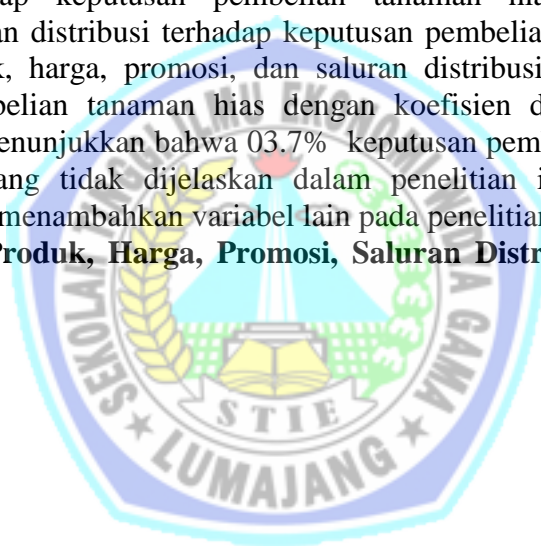 keputusan pembelian tanaman
an distribusi terhadap keputusan pembelia
k, harga, promosi, dan saluran distribusi
belian tanaman hias dengan koefisien d
enunjukkan bahwa 03.7% keputusan pem
ang tidak dijelaskan dalam penelitian i
menambahkan variabel lain pada penelitian
Produk, Harga, Promosi, Saluran Distr
STIE
LUMAJANG